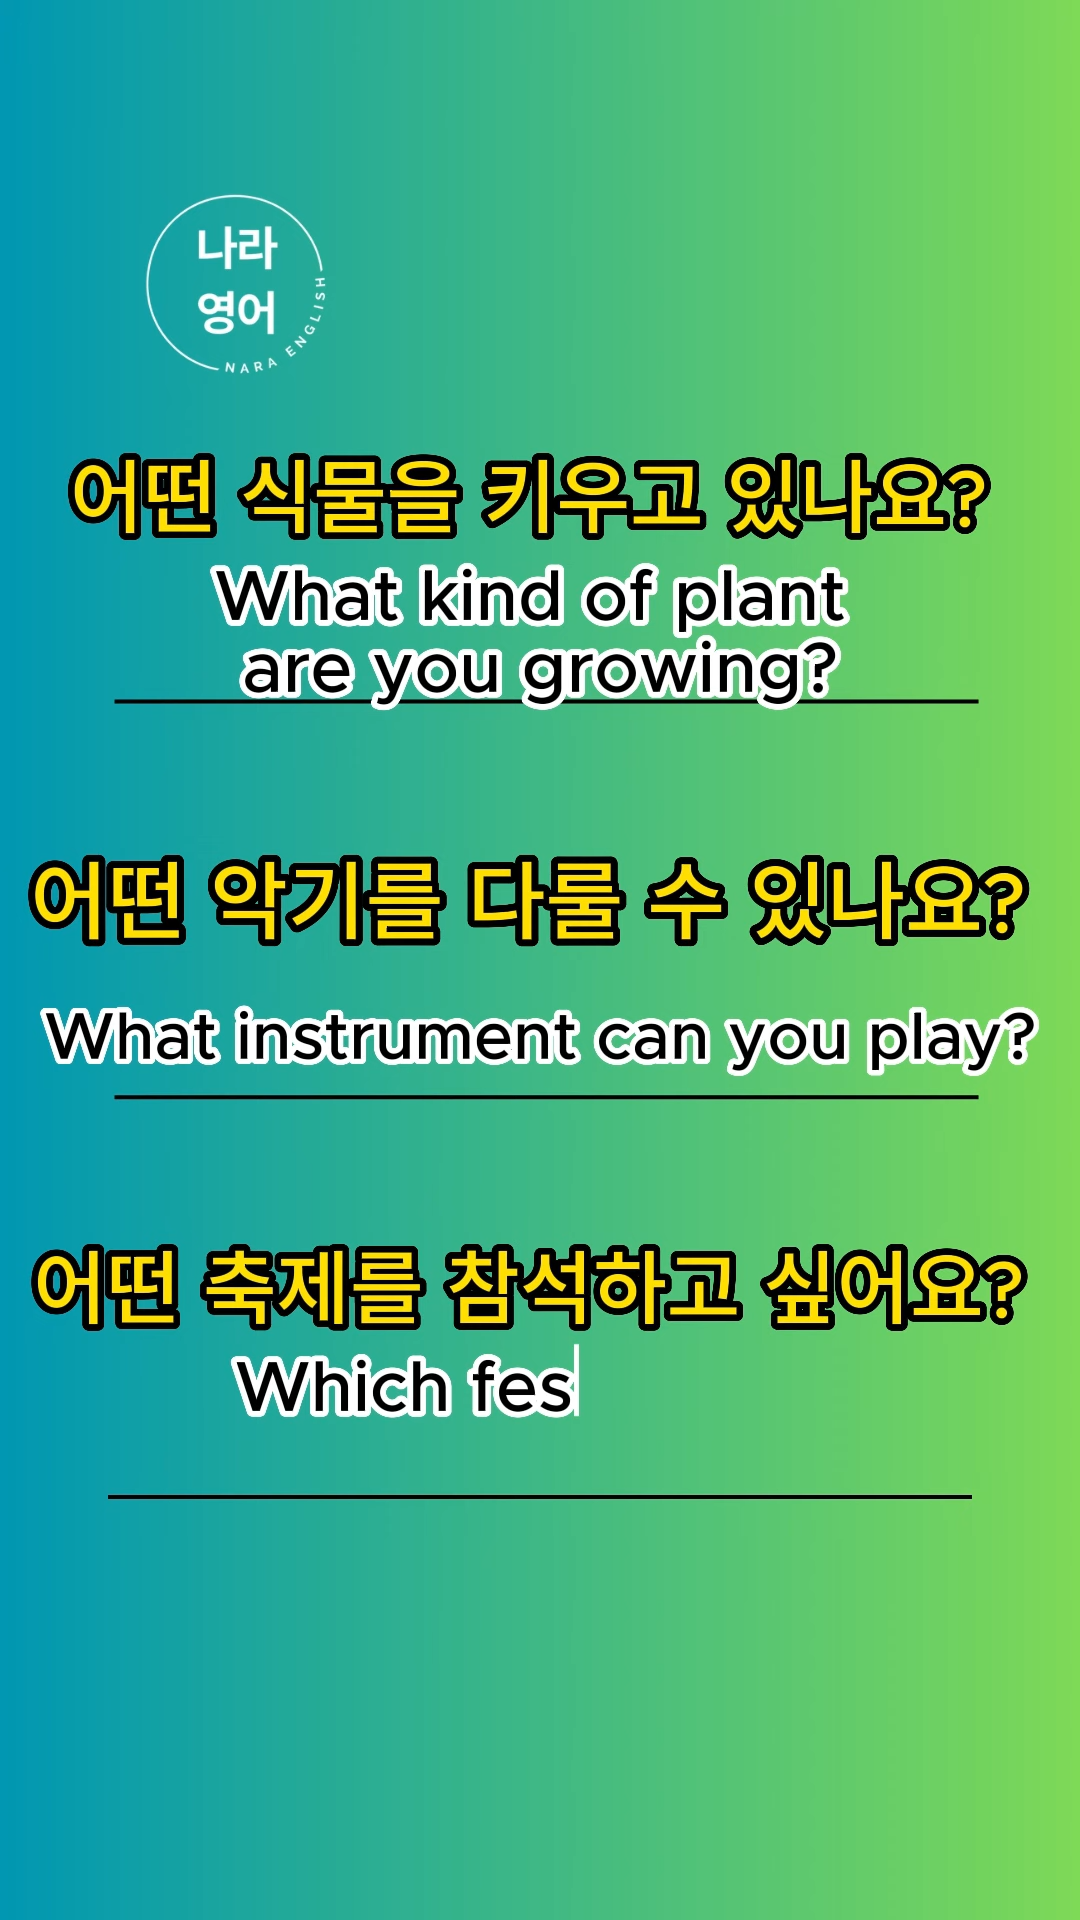 나라
영어
NARA ENGLISH
어떤 식물을 키우고 있나요?
What kind of plant
are you growing?
어떤 악기를 다룰 수 있나요?
What instrument can you play?
어떤 축제를 참석하고 싶어요?
Which fes